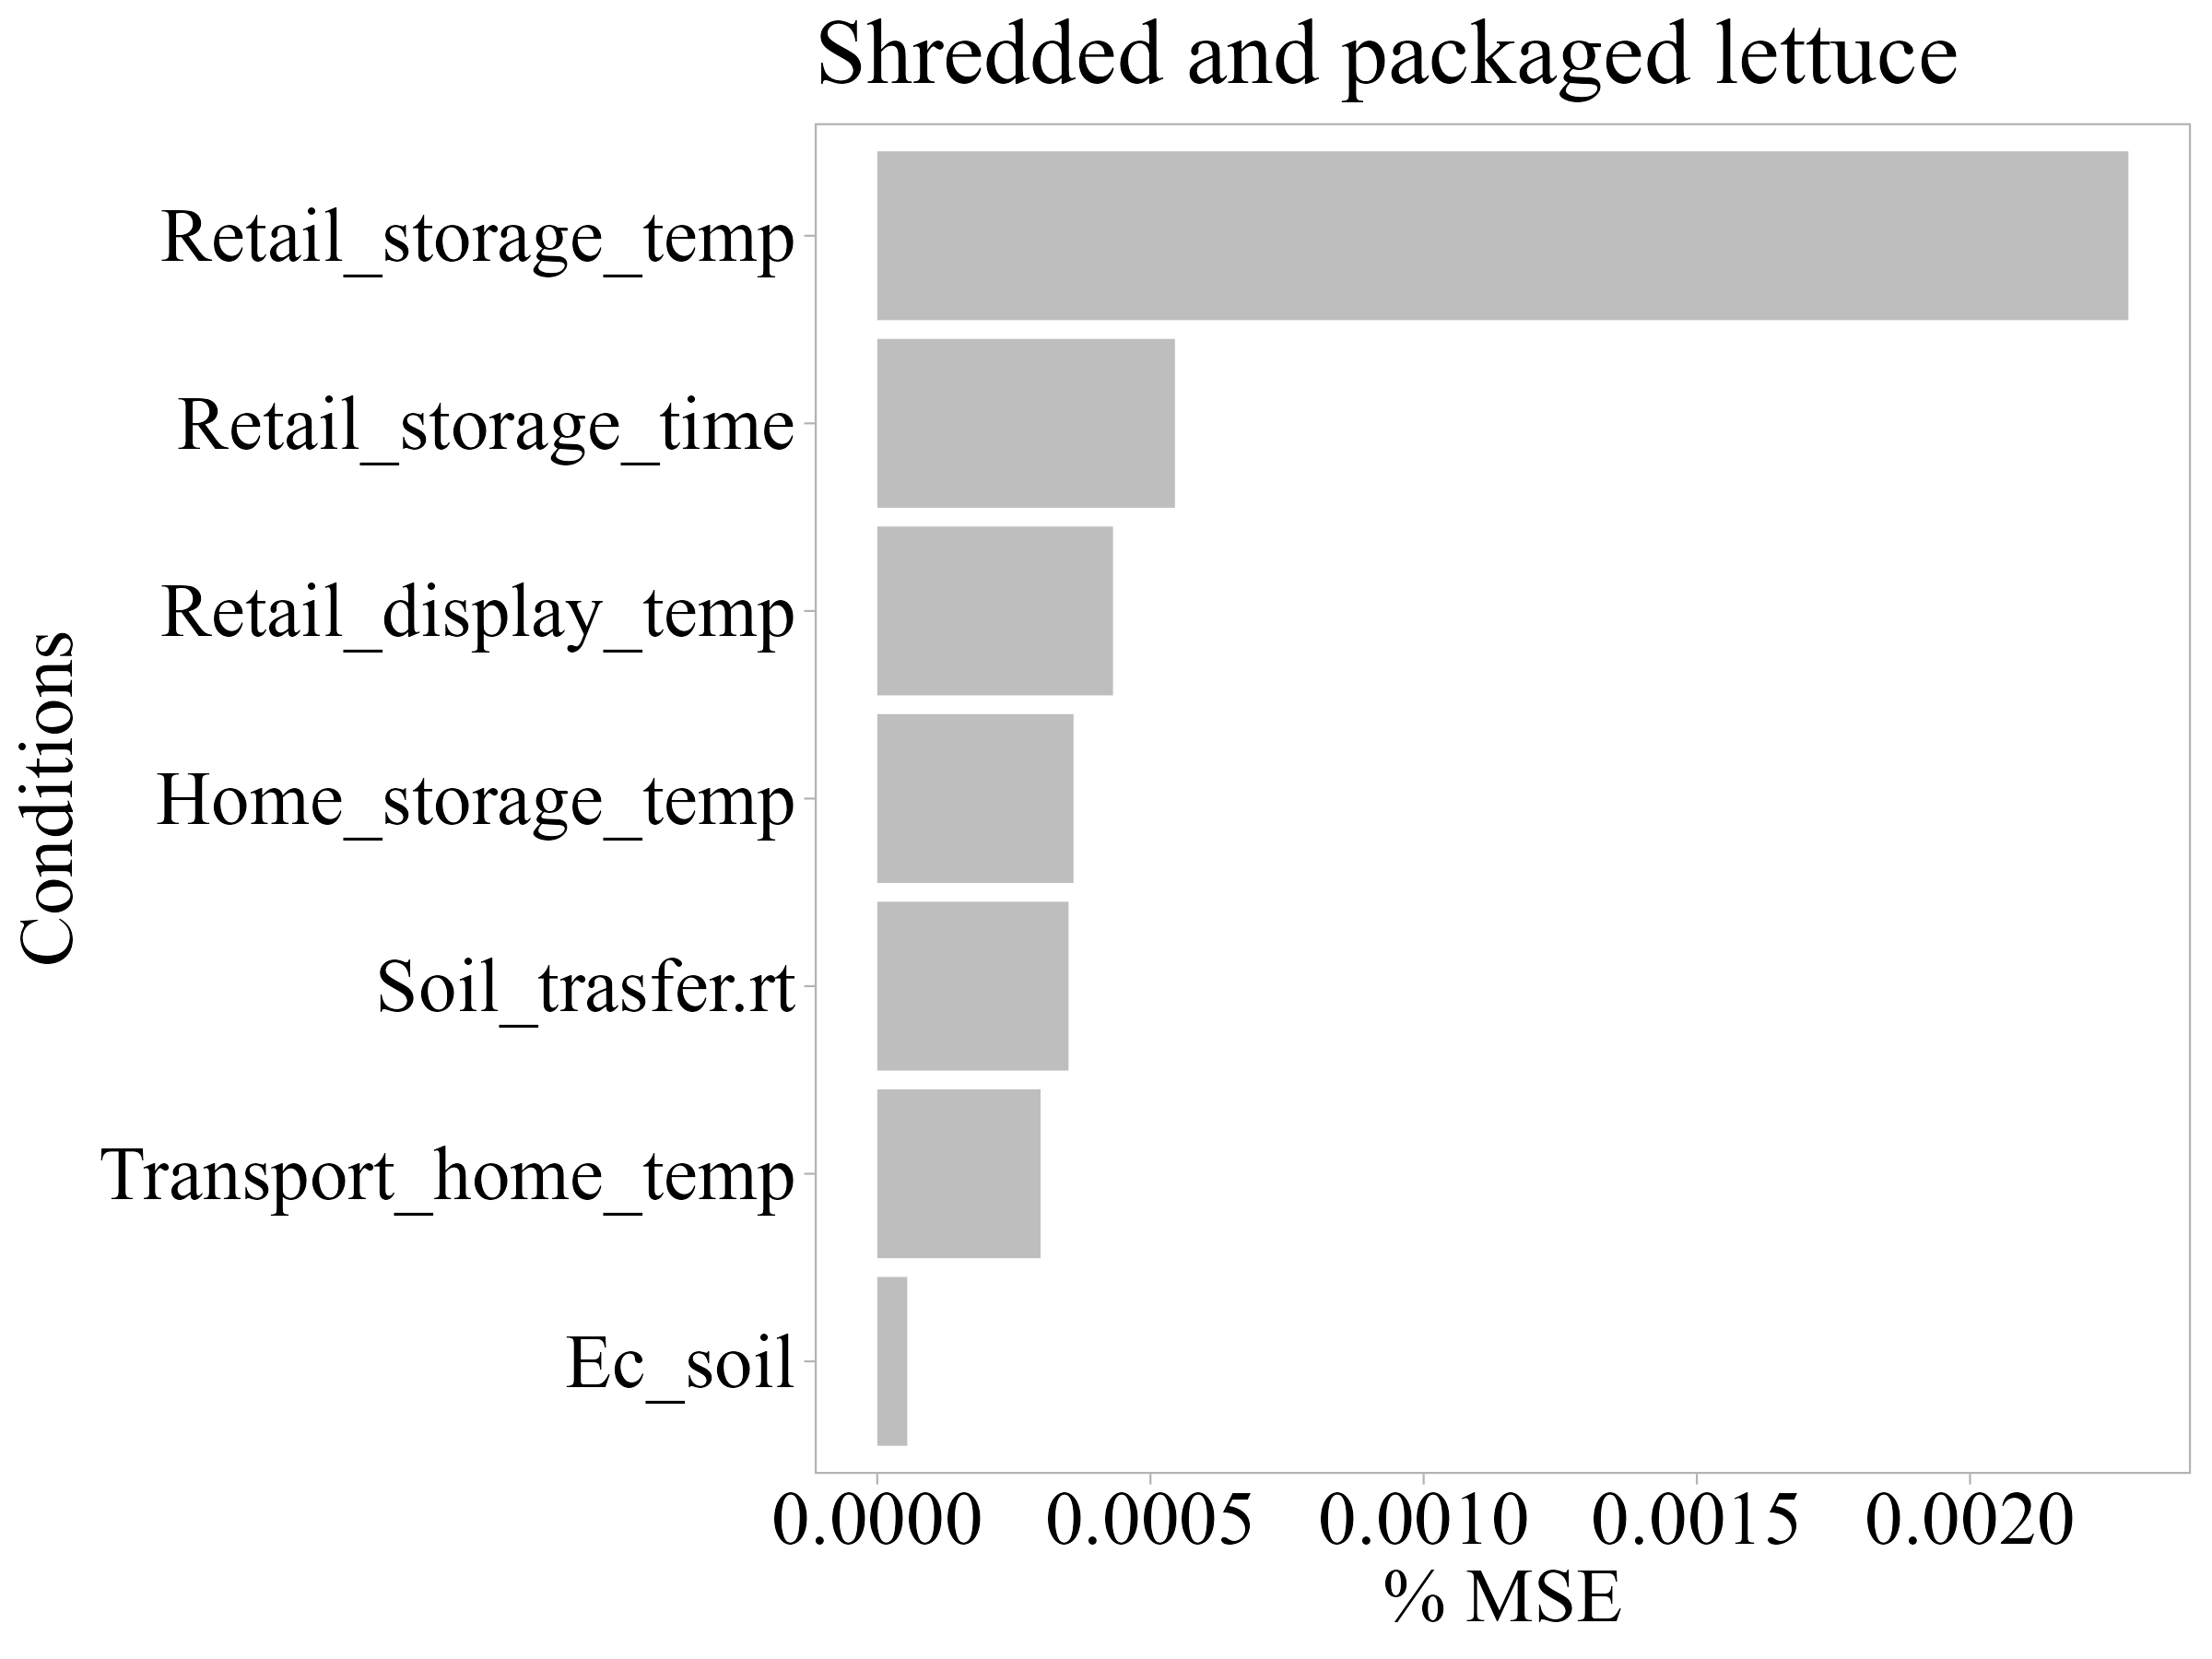 Shredded and packaged lettuce
Conditions
Retail_storage_temp
Retail_storage_time
Retail_display_temp
Home_storage_temp
Soil_trasfer.rt
Transport_home_temp
Ec_soil
0.0000 0.0005 0.0010 0.0015 0.0020
% MSE